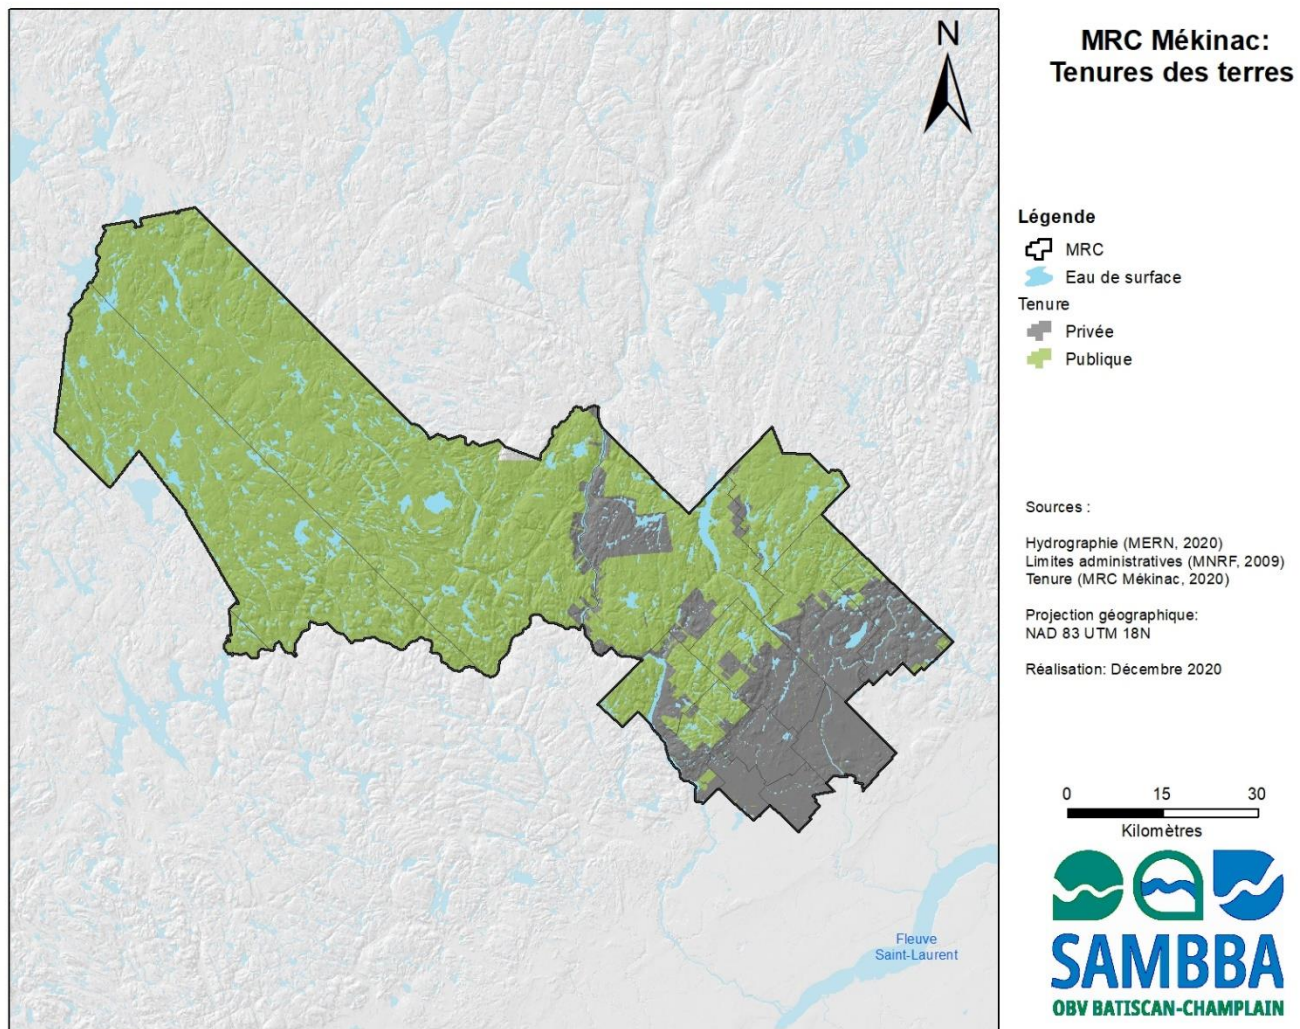 N
MRC Mékinac:
Tenures des terres
Légende
MRC
Eau de surface
Tenure
Privée
Publique
Sources :
Hydrographie (MERN, 2020)
Limites administratives (MNRF, 2009)
Tenure (MRC Mékinac, 2020)
Projection géographique:
NAD 83 UTM 18N
Réalisation: Décembre 2020
0 15 30
Kilomètres
Fleuve
Saint-Laurent
SAMBBA
OBV BATISCAN-CHAMPLAIN